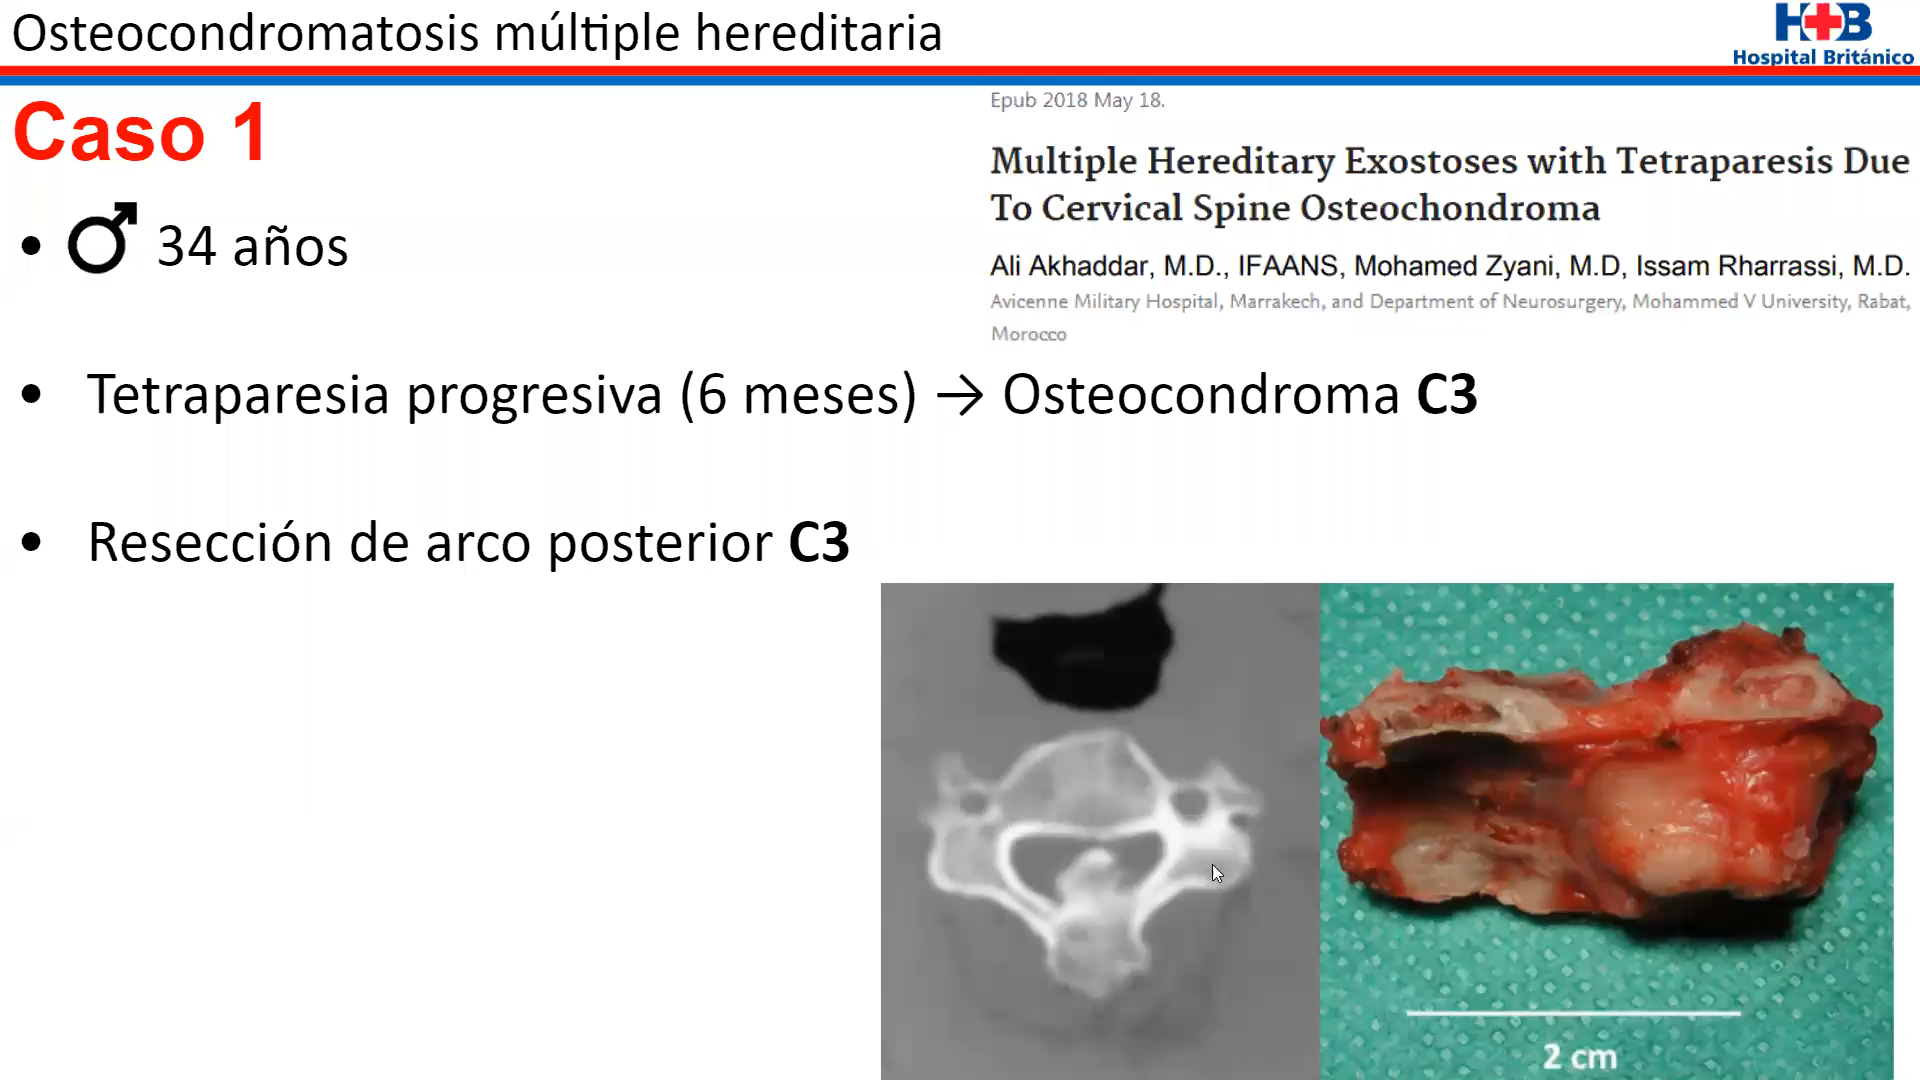 Osteocondromatosis múltiple hereditaria
H B
Hospital Británico
Caso 1
Epub 2018 May 18.
Multiple Hereditary Exostoses with Tetraparesis Due
To Cervical Spine Osteochondroma
Ali Akhaddar, M.D., IFAANS, Mohamed Zyani, M.D, Issam Rharrassi, M.D.
Avicenne Military Hospital, Marrakech, and Department of Neurosurgery, Mohammed V University, Rabat,
Morocco
• ♂ 34 años
• Tetraparesia progresiva (6 meses) → Osteocondroma C3
• Resección de arco posterior C3
2 cm